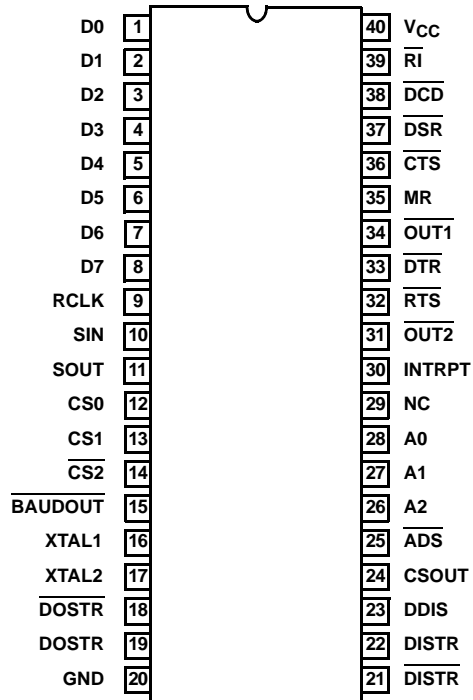 D0 1 40 VCC
D1 2 39 RI
D2 3 38 DCD
D3 4 37 DSR
D4 5 36 CTS
D5 6 35 MR
D6 7 34 OUT1
D7 8 33 DTR
RCLK 9 32 RTS
SIN 10 31 OUT2
SOUT 11 30 INTRPT
CS0 12 29 NC
CS1 13 28 A0
CS2 14 27 A1
BAUDOUT 15 26 A2
XTAL1 16 25 ADS
XTAL2 17 24 CSOUT
DOSTR 18 23 DDIS
DOSTR 19 22 DISTR
GND 20 21 DISTR